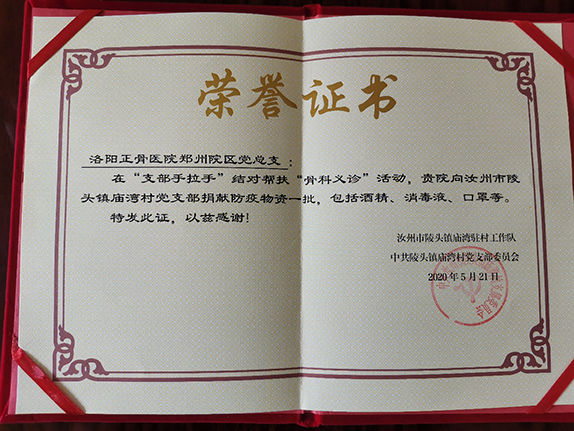 荣誉证书
洛阳正骨医院郑州院区党总支：
在“支部手拉手”结对帮扶“骨科义诊”活动，贵院向汝州市陵
头镇庙湾村党支部捐献防疫物资一批，包括酒精、消毒液、口罩等。
特发此证，以兹感谢！
汝州市陵头镇庙湾驻村工作队
中共陵头镇庙湾村党支部委员会
2020年5月21日